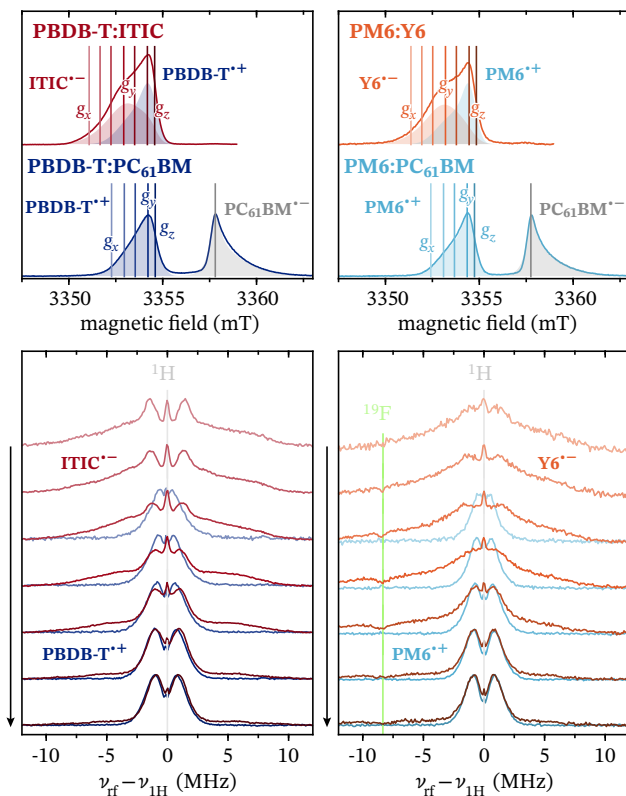 PBDB-T:ITIC
ITIC•−
PBDB-T•+
gx
gy
gz
PBDB-T:PC₆₁BM
PBDB-T•+
gx
gy
gz
PC₆₁BM•−
3350 3355 3360
magnetic field (mT)
PM6:Y6
Y6•−
PM6•+
gx
gy
gz
PM6:PC₆₁BM
PM6•+
gx
gy
gz
PC₆₁BM•−
3350 3355 3360
magnetic field (mT)
¹H
ITIC•−
PBDB-T•+
-10 -5 0 5 10
νrf − ν1H (MHz)
¹H
¹⁹F
Y6•−
PM6•+
-10 -5 0 5 10
νrf − ν1H (MHz)